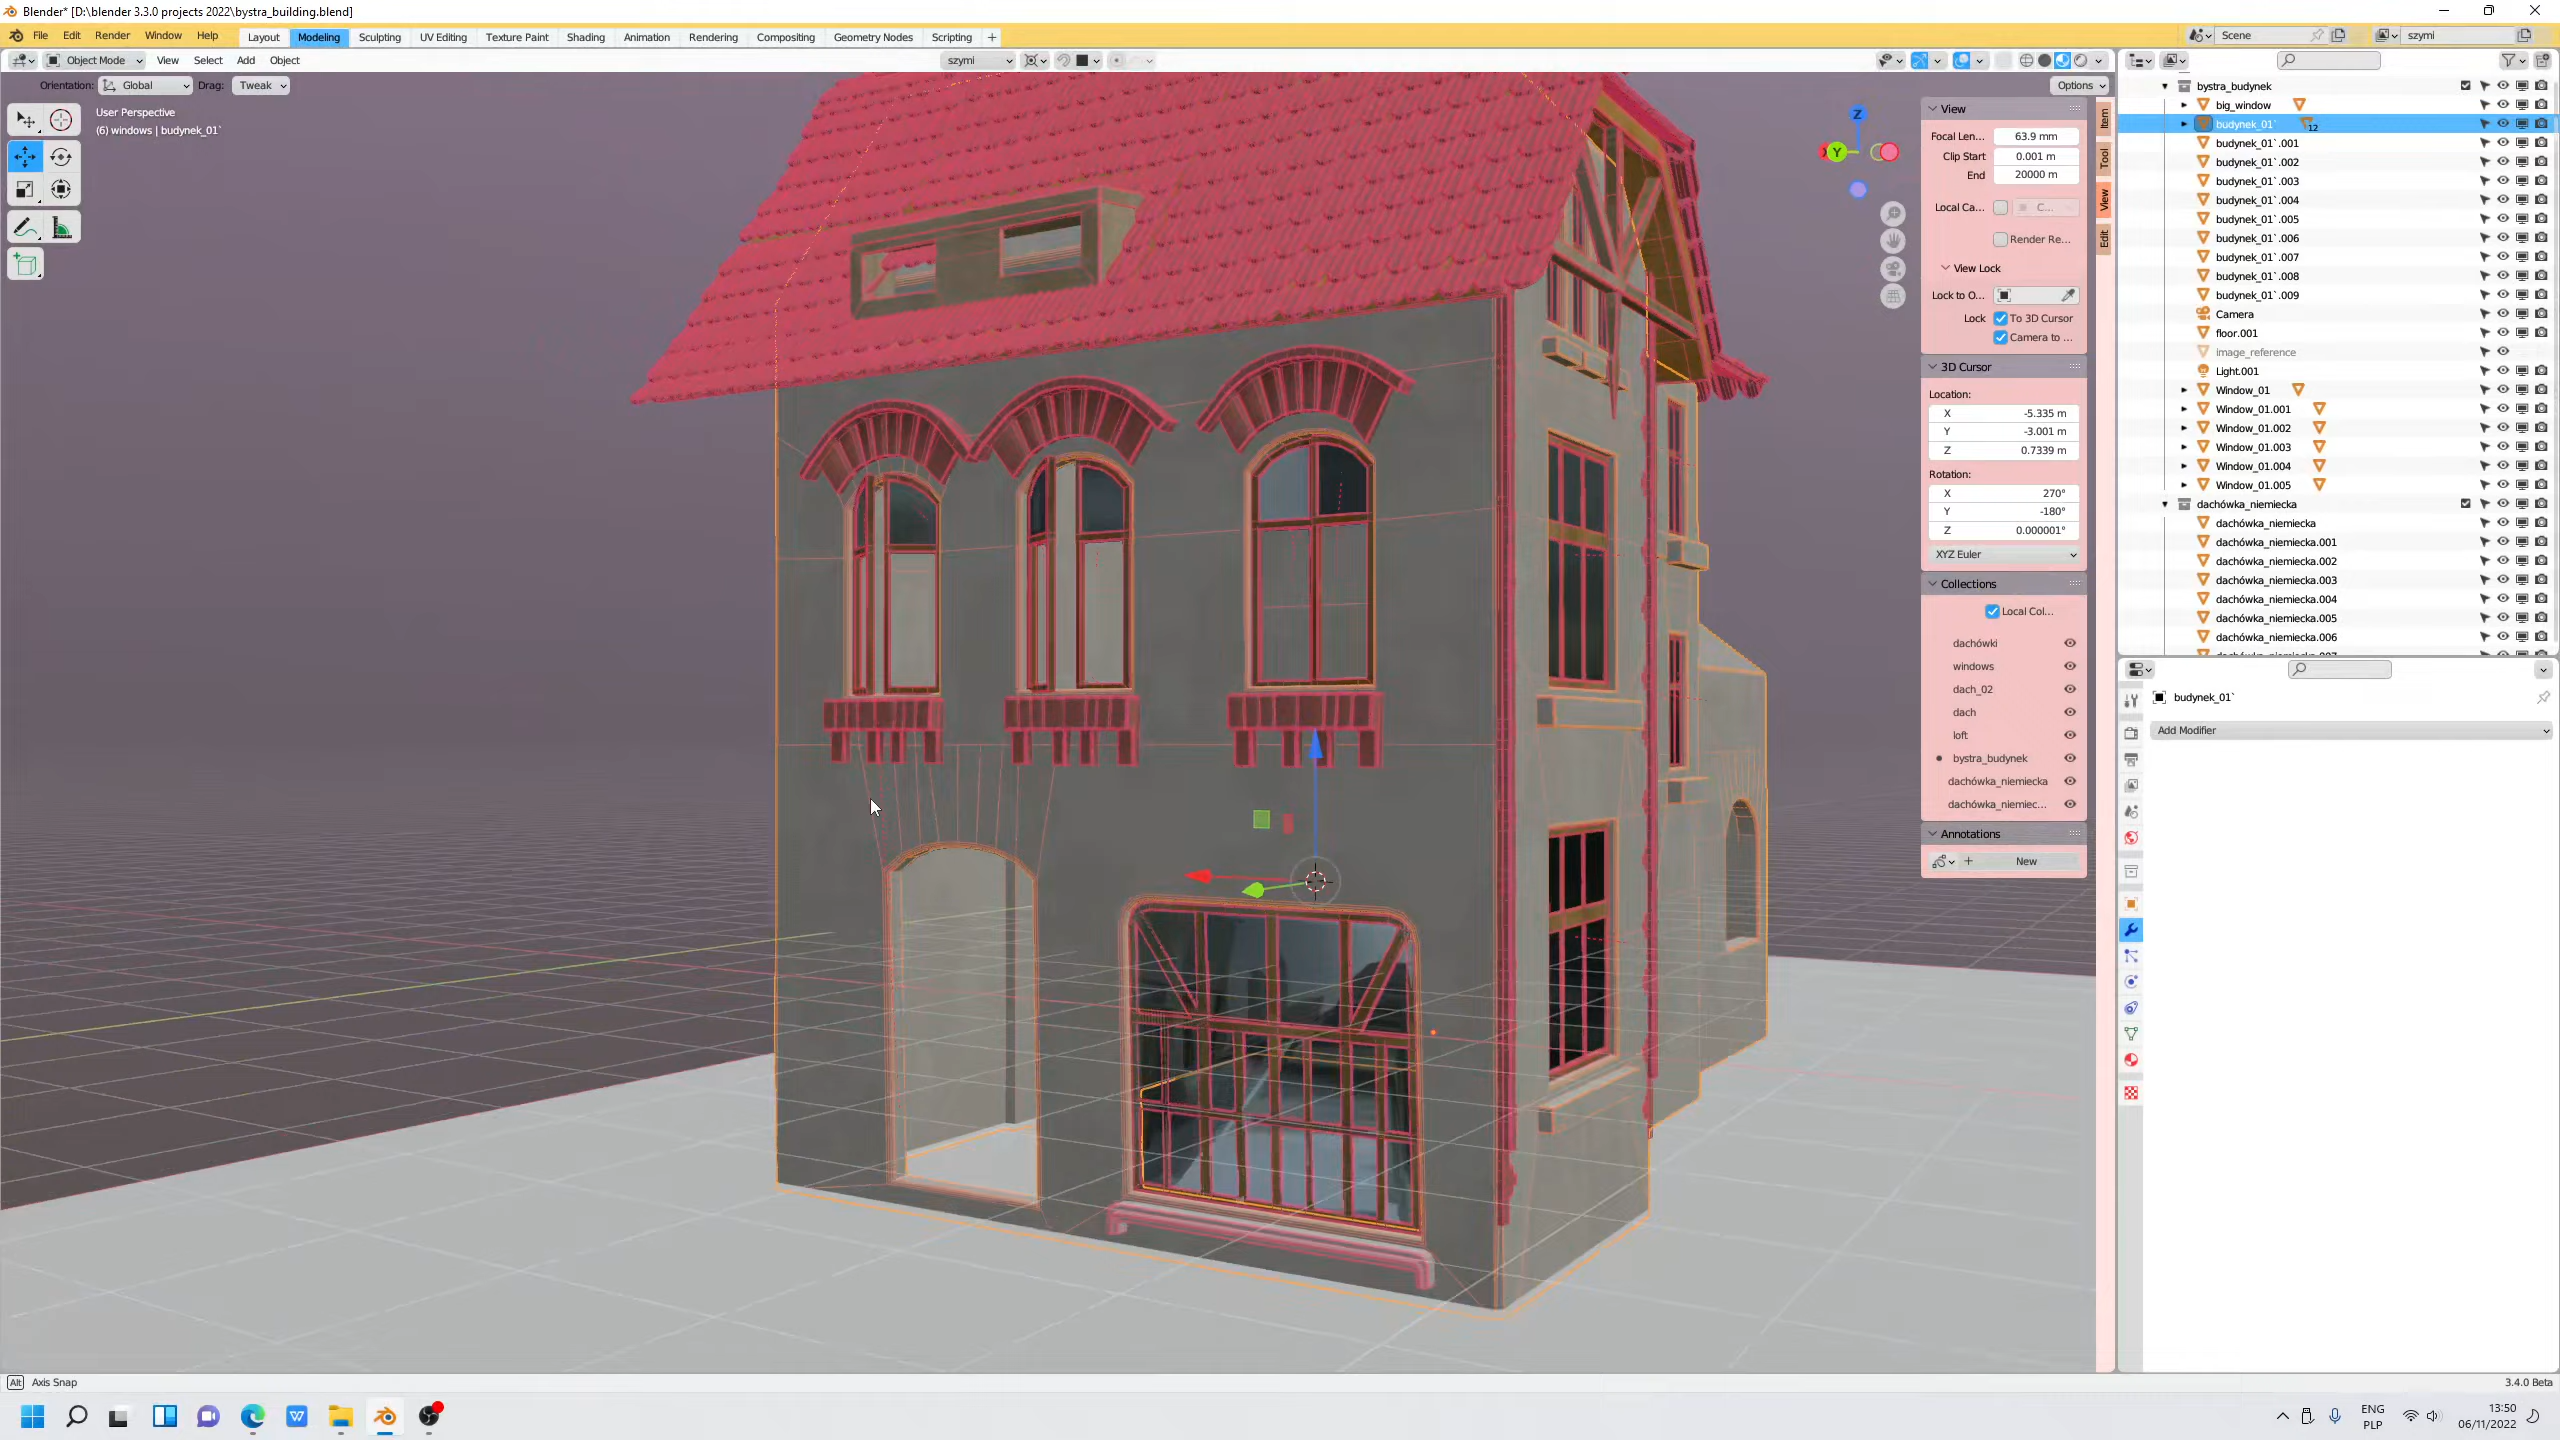 Blender* [D:\blender 3.3.0 projects 2022\bystra_building.blend]
File Edit Render Window Help Layout Modeling Sculpting UV Editing Texture Paint Shading Animation Rendering Compositing Geometry Nodes Scripting + Scene szymi
Object Mode View Select Add Object szymi
Orientation: Global Drag: Tweak Options
User Perspective
(6) windows | budynek_01`
Z
Y
View
Focal Len... 63.9 mm
Clip Start 0.001 m
End 20000 m
Local Ca... C...
Render Re...
View Lock
Lock to O...
Lock To 3D Cursor
Camera to ...
3D Cursor
Location:
X -5.335 m
Y -3.001 m
Z 0.7339 m
Rotation:
X 270°
Y -180°
Z 0.000001°
XYZ Euler
Collections
Local Col...
dachówki
windows
dach_02
dach
loft
bystra_budynek
dachówka_niemiecka
dachówka_niemiec...
Annotations
New
Item
Tool
View
Edit
bystra_budynek
big_window
budynek_01` 12
budynek_01`.001
budynek_01`.002
budynek_01`.003
budynek_01`.004
budynek_01`.005
budynek_01`.006
budynek_01`.007
budynek_01`.008
budynek_01`.009
Camera
floor.001
image_reference
Light.001
Window_01
Window_01.001
Window_01.002
Window_01.003
Window_01.004
Window_01.005
dachówka_niemiecka
dachówka_niemiecka
dachówka_niemiecka.001
dachówka_niemiecka.002
dachówka_niemiecka.003
dachówka_niemiecka.004
dachówka_niemiecka.005
dachówka_niemiecka.006
budynek_01`
Add Modifier
Alt Axis Snap
3.4.0 Beta
ENG
PLP
13:50
06/11/2022